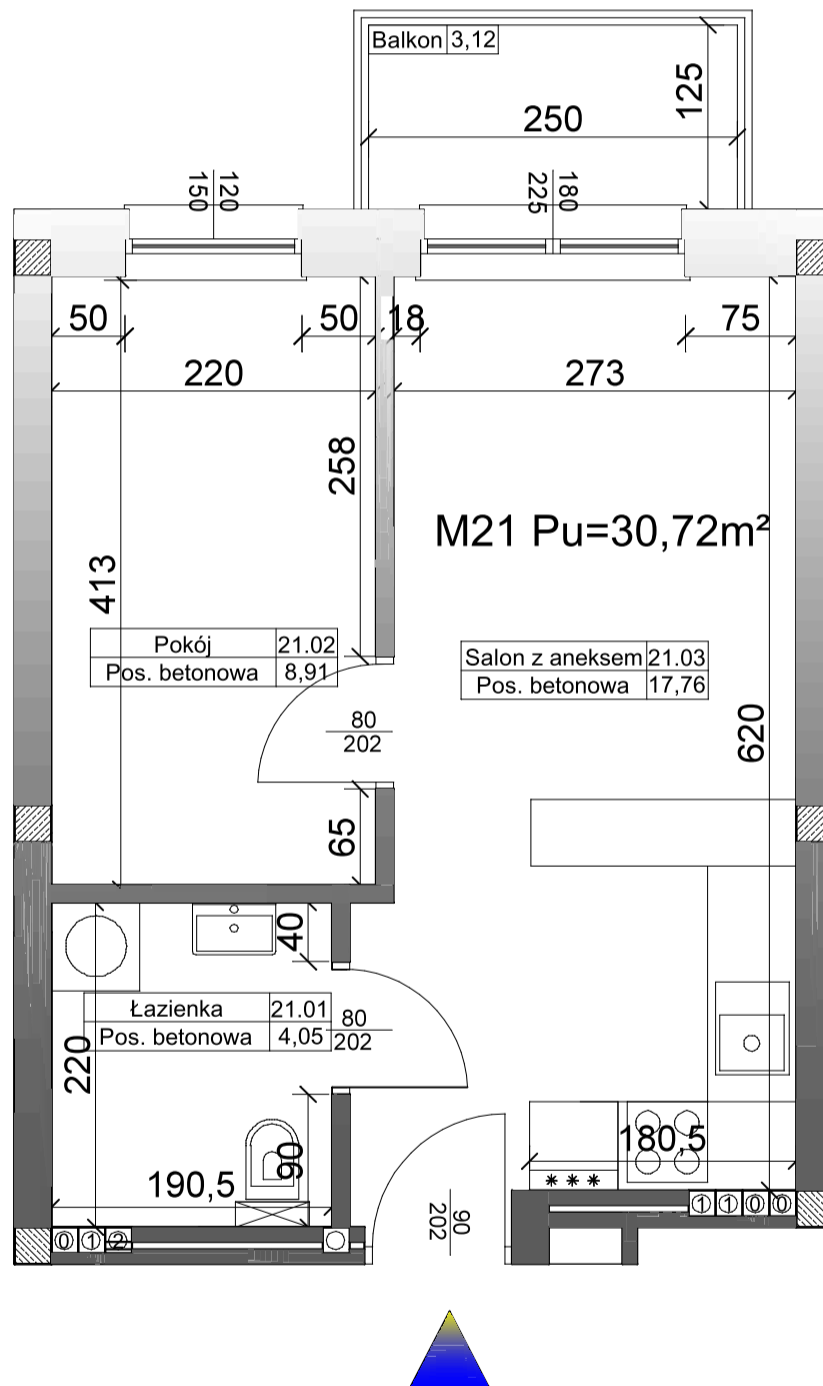 Balkon 3,12
125
250
120
150
180
225
50
50
18
75
220
273
258
M21 Pu=30,72m²
413
Pokój 21.02
Pos. betonowa 8,91
Salon z aneksem 21.03
Pos. betonowa 17,76
80
202
620
65
40
Łazienka 21.01
Pos. betonowa 4,05
80
202
220
90
180,5
190,5
***
90
202
0 1 2
1 1 0 0